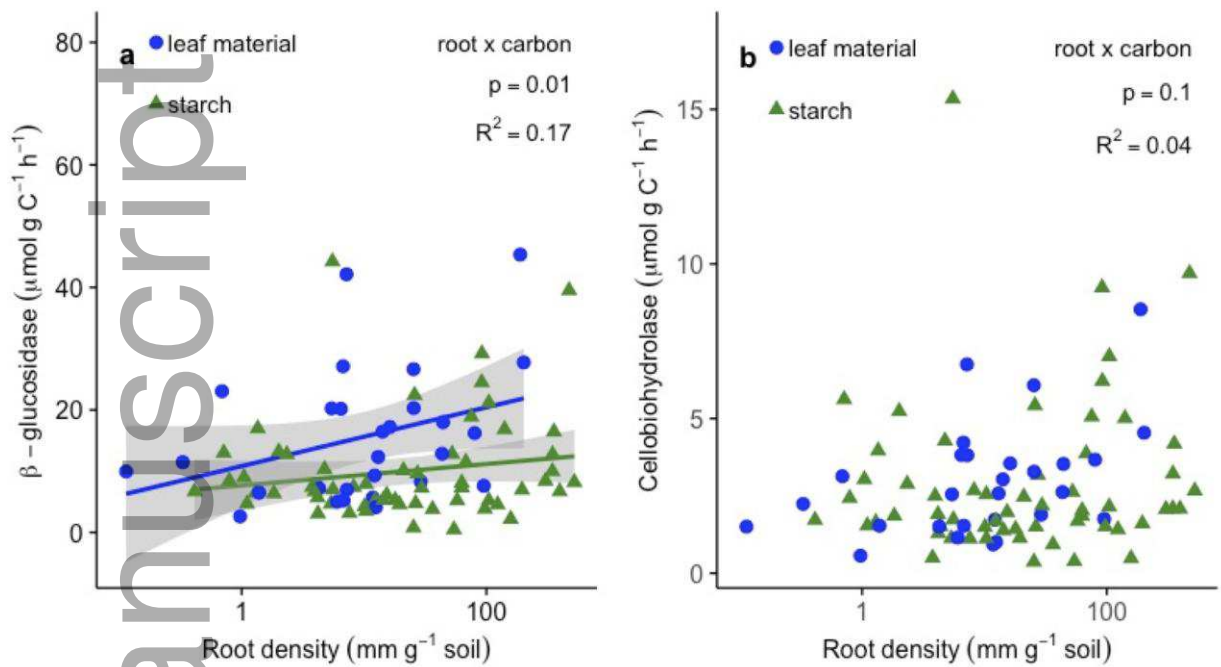 a
leaf material
starch
root x carbon
p = 0.01
R² = 0.17
80
60
40
20
0
1
100
β − glucosidase (μmol g C⁻¹ h⁻¹)
Root density (mm g⁻¹ soil)
anuscript
b
leaf material
starch
root x carbon
p = 0.1
R² = 0.04
15
10
5
0
1
100
Cellobiohydrolase (μmol g C⁻¹ h⁻¹)
Root density (mm g⁻¹ soil)